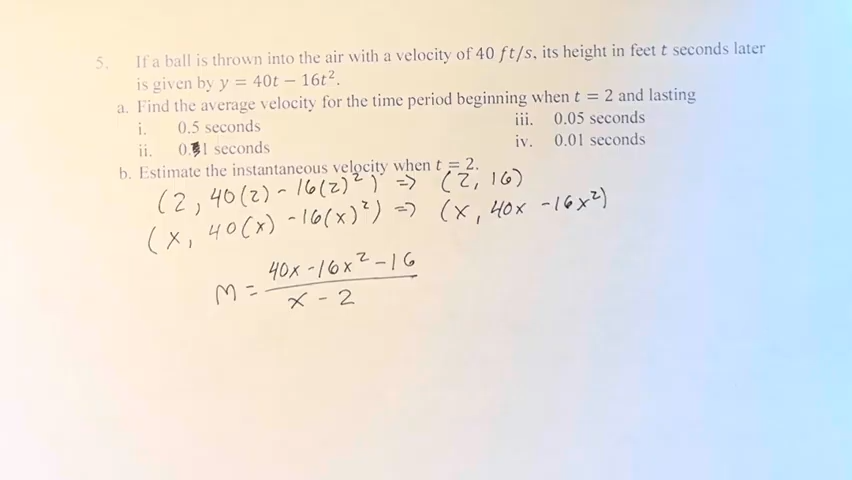 5. If a ball is thrown into the air with a velocity of 40 ft/s, its height in feet t seconds later
is given by y = 40t − 16t².
a. Find the average velocity for the time period beginning when t = 2 and lasting
i. 0.5 seconds iii. 0.05 seconds
ii. 0.1 seconds iv. 0.01 seconds
b. Estimate the instantaneous velocity when t = 2.
(2, 40(2) - 16(2)²) => (2, 16)
(x, 40(x) - 16(x)²) => (x, 40x - 16x²)
M = (40x - 16x² - 16) / (x - 2)